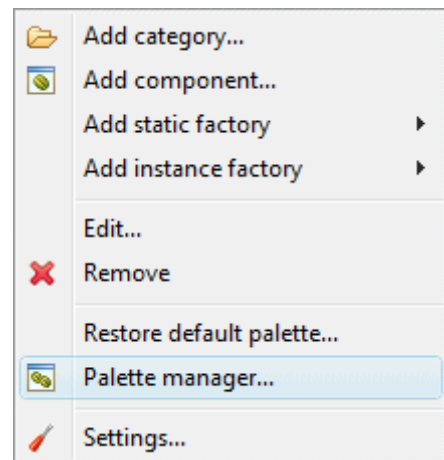 Add category...
Add component...
Add static factory
Add instance factory
Edit...
Remove
Restore default palette...
Palette manager...
Settings...